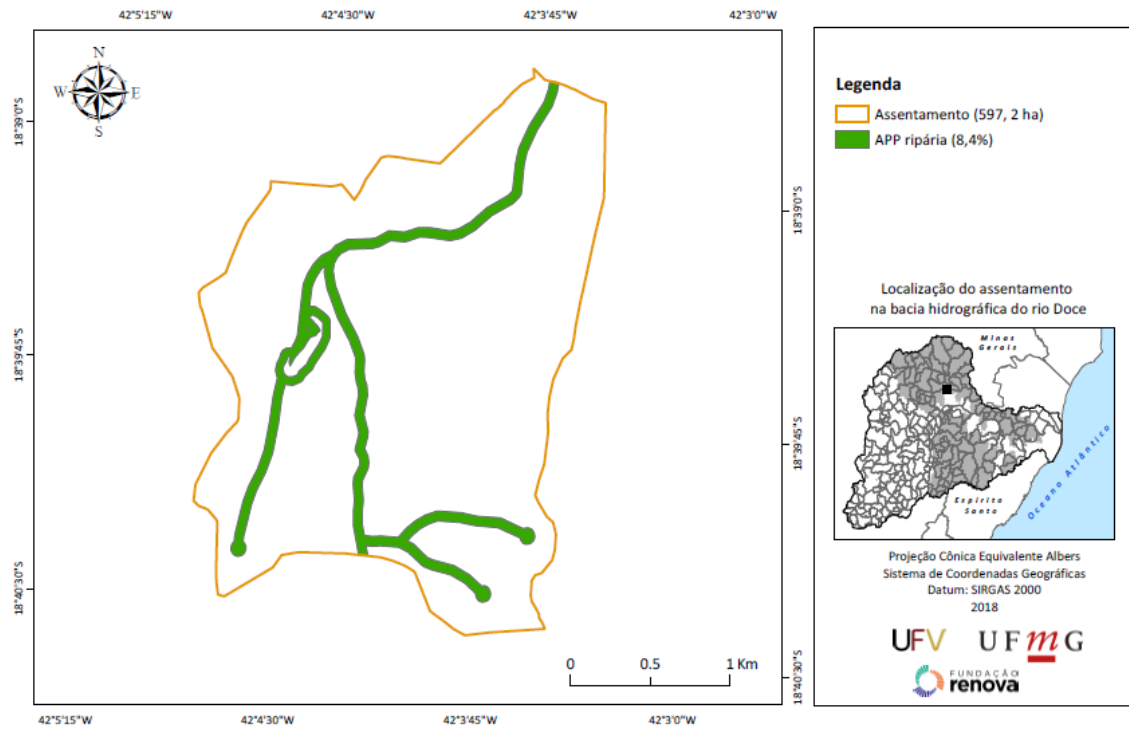 42°5'15"W 42°4'30"W 42°3'45"W 42°3'0"W
N
W E
S
18°39'0"S
18°39'45"S
18°40'30"S
18°39'0"S
18°39'45"S
18°40'30"S
0 0.5 1 Km
42°5'15"W 42°4'30"W 42°3'45"W 42°3'0"W
Legenda
Assentamento (597, 2 ha)
APP ripária (8,4%)
Localização do assentamento
na bacia hidrográfica do rio Doce
Minas
Gerais
Espírito
Santo
Oceano Atlântico
Projeção Cônica Equivalente Albers
Sistema de Coordenadas Geográficas
Datum: SIRGAS 2000
2018
UFV UFmG
FUNDAÇÃO
renova